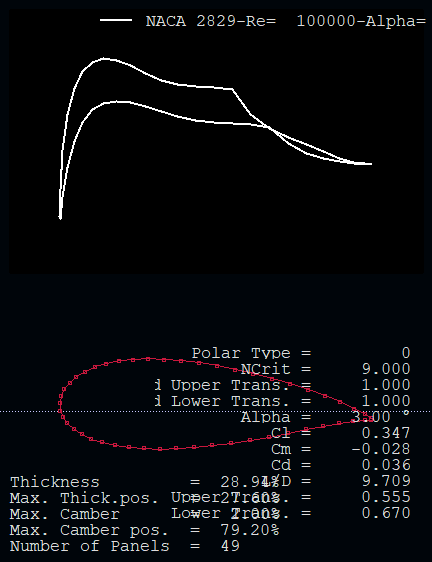 NACA 2829-Re=  100000-Alpha=
Polar Type = 0
NCrit = 9.000
d Upper Trans. = 1.000
d Lower Trans. = 1.000
Alpha = 3.00 °
Cl = 0.347
Cm = -0.028
Cd = 0.036
Thickness = 28.94% L/D = 9.709
Max. Thick.pos. = 27.60% Upper Trans. = 0.555
Max. Camber = 2.00% Lower Trans. = 0.670
Max. Camber pos. = 79.20%
Number of Panels = 49